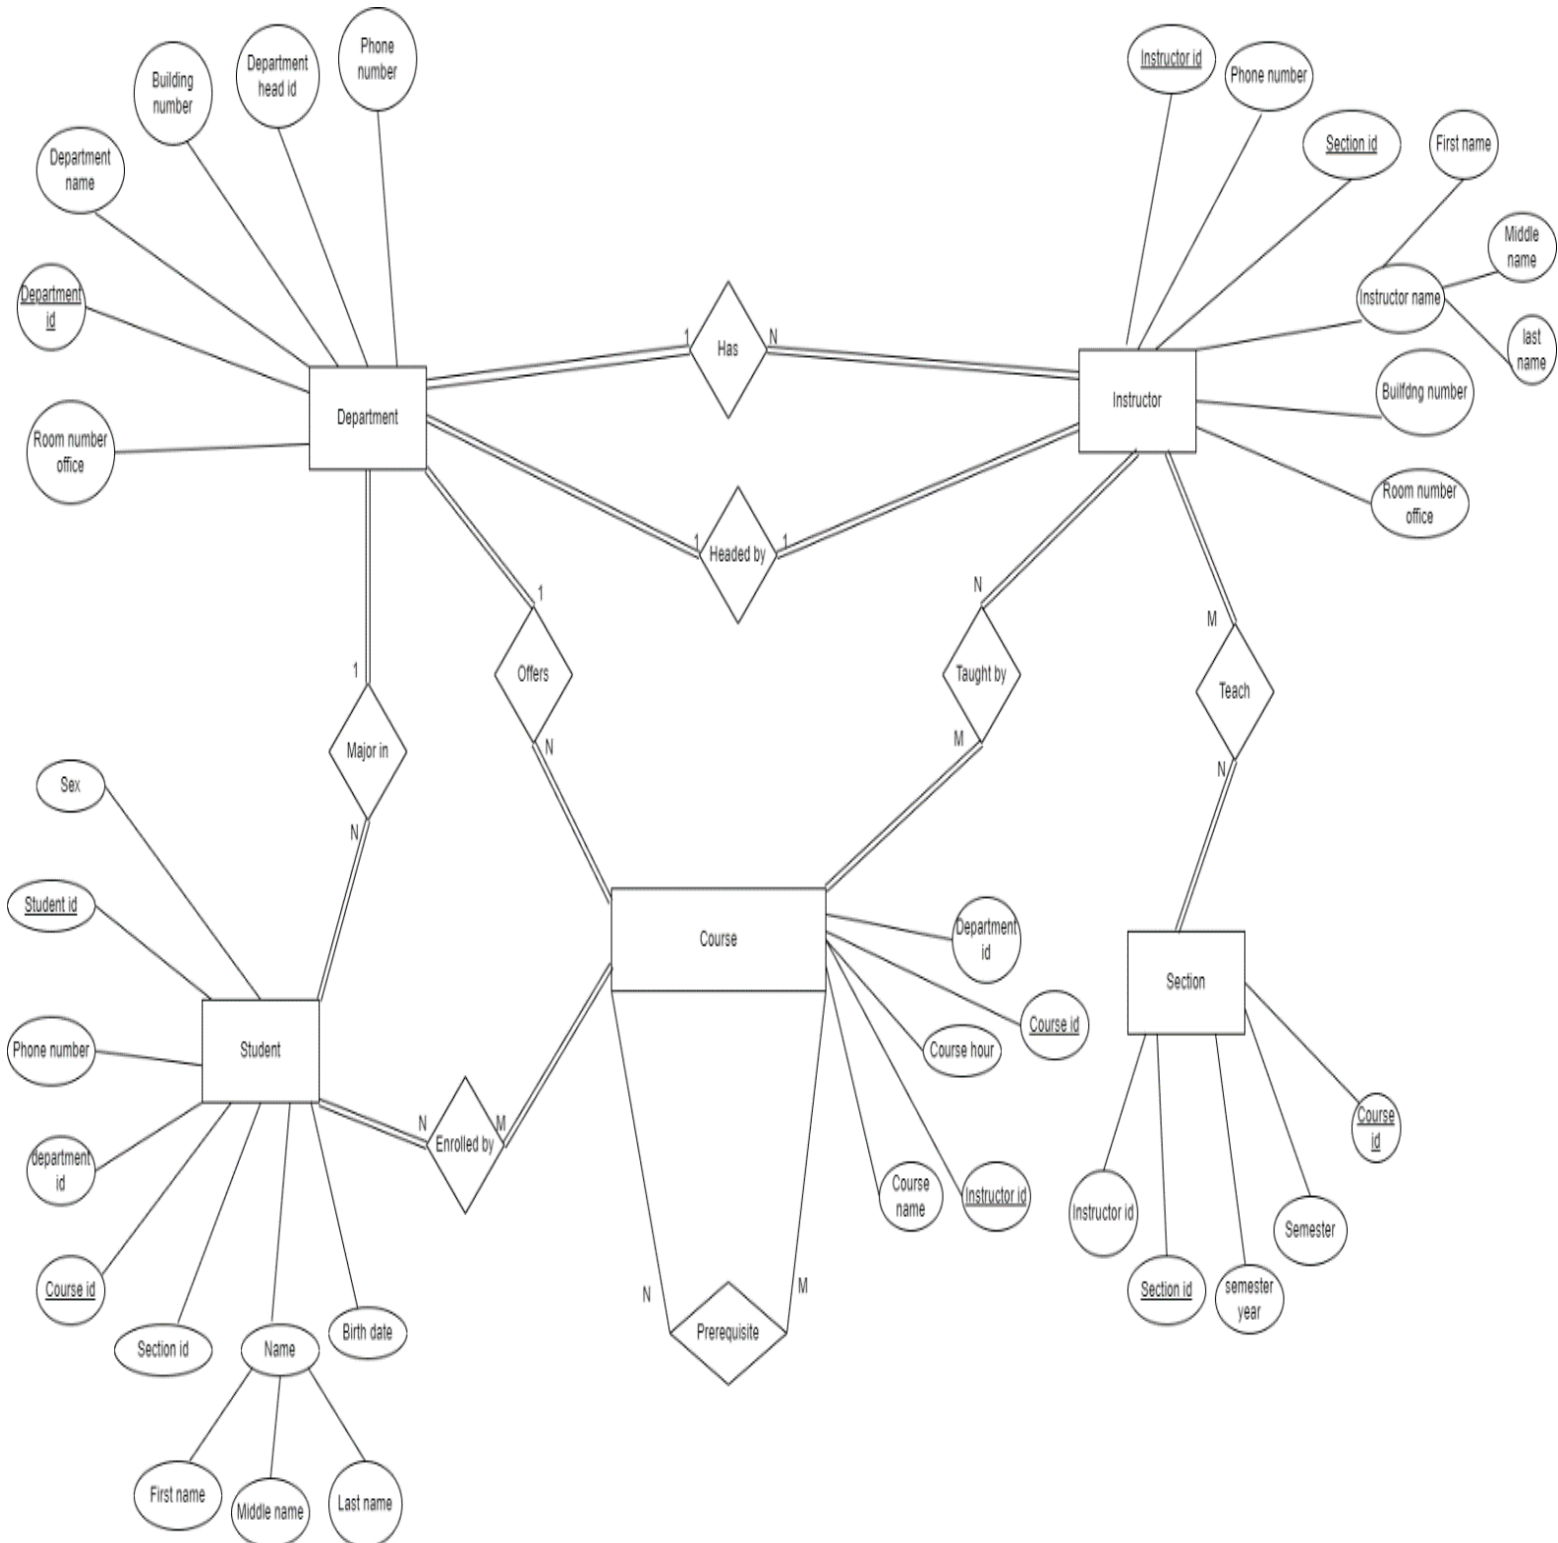 Phone
number
Department
head id
Building
number
Department
name
Department
id
Room number
office
Department
Instructor id
Phone number
Section id
First name
Middle
name
Instructor name
last
name
Builfdng number
Room number
office
Instructor
1
Has
N
1
Headed by
1
1
Offers
N
N
Taught by
M
M
Teach
N
1
Major in
N
Sex
Student id
Phone number
department
id
Course id
Section id
Name
Birth date
First name
Middle name
Last name
Student
N
Enrolled by
M
Course
Department
id
Course id
Course hour
Instructor id
Course
name
N
Prerequisite
M
Section
Course
id
Semester
semester
year
Section id
Instructor id